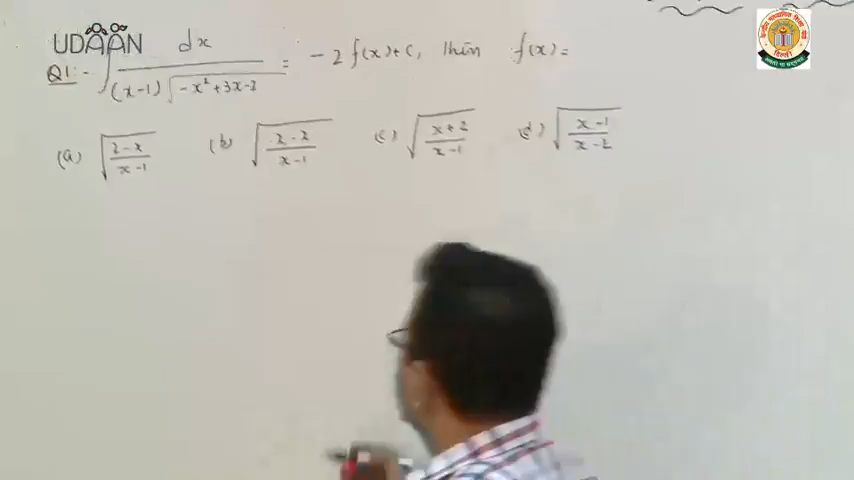 UDAAN
Q1:- ∫ dx / (x-1)√(-x²+3x-2) = -2 f(x)+c, then f(x)=
(a) √((2-x)/(x-1)) (b) √((x-2)/(x-1)) (c) √((x+2)/(x-1)) (d) √((x-1)/(x-2))